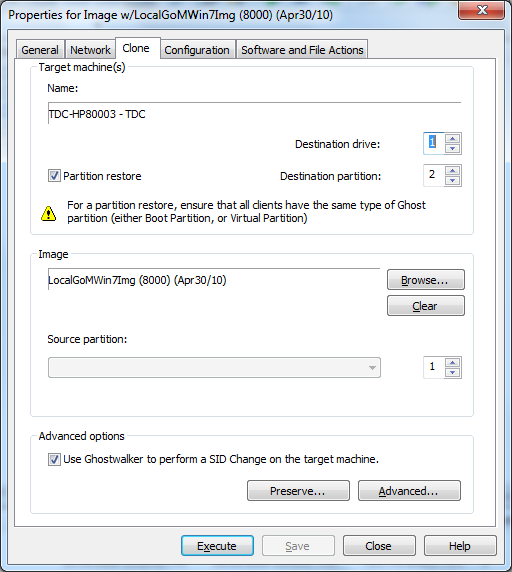 Properties for Image w/LocalGoMWin7Img (8000) (Apr30/10)
General Network Clone Configuration Software and File Actions
Target machine(s)
Name:
TDC-HP80003 - TDC
Destination drive: 1
Partition restore Destination partition: 2
For a partition restore, ensure that all clients have the same type of Ghost
partition (either Boot Partition, or Virtual Partition)
Image
LocalGoMWin7Img (8000) (Apr30/10) Browse...
Clear
Source partition:
1
Advanced options
Use Ghostwalker to perform a SID Change on the target machine.
Preserve... Advanced...
Execute Save Close Help